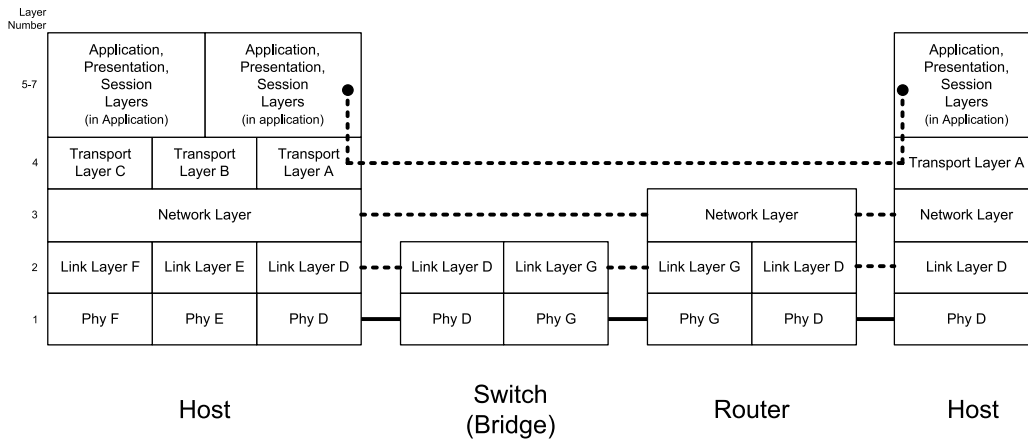 Layer
Number
5-7
Application,
Presentation,
Session
Layers
(in Application)
Application,
Presentation,
Session
Layers
(in application)
Application,
Presentation,
Session
Layers
(in Application)
4
Transport
Layer C
Transport
Layer B
Transport
Layer A
Transport Layer A
3
Network Layer
Network Layer
Network Layer
2
Link Layer F
Link Layer E
Link Layer D
Link Layer D
Link Layer G
Link Layer G
Link Layer D
Link Layer D
1
Phy F
Phy E
Phy D
Phy D
Phy G
Phy G
Phy D
Phy D
Host
Switch
(Bridge)
Router
Host